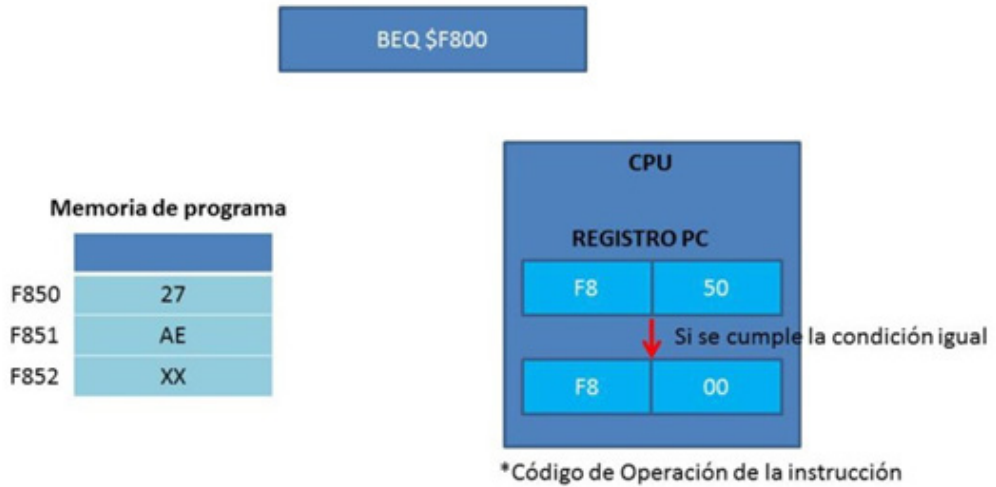 BEQ $F800
CPU
Memoria de programa
REGISTRO PC
F850 27
F8 50
F851 AE
Si se cumple la condición igual
F852 XX
F8 00
*Código de Operación de la instrucción